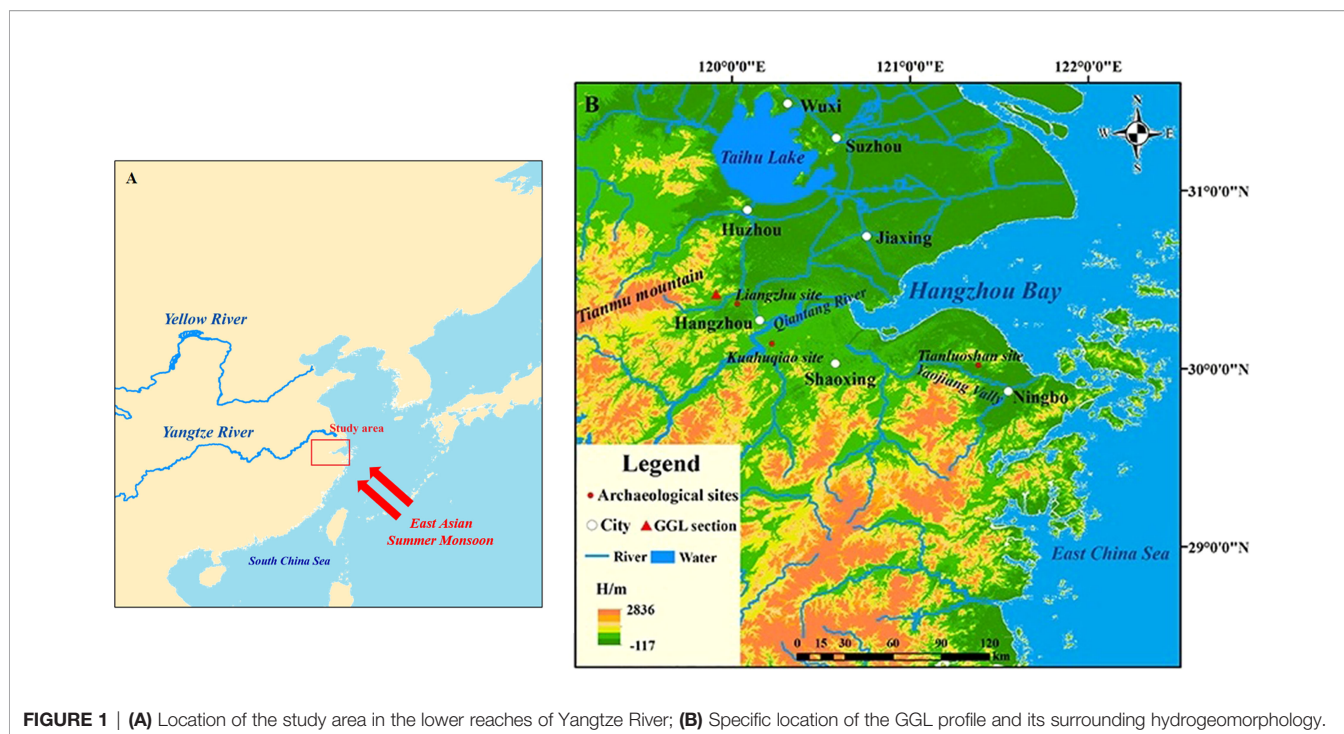 A
Yellow River
Yangtze River
Study area
East Asian
Summer Monsoon
South China Sea
120°0'0"E
121°0'0"E
122°0'0"E
B
N
W
E
S
Wuxi
Suzhou
Taihu Lake
31°0'0"N
Huzhou
Jiaxing
Tianmu mountain
Liangzhu site
Hangzhou Bay
Qiantang River
Hangzhou
Kuahuqiao site
Tianluoshan site
Shaoxing
Yaojiang Vally
30°0'0"N
Ningbo
Legend
Archaeological sites
City
GGL section
River
Water
East China Sea
29°0'0"N
H/m
2836
-117
0 15 30 60 90 120
km
FIGURE 1 | (A) Location of the study area in the lower reaches of Yangtze River; (B) Specific location of the GGL profile and its surrounding hydrogeomorphology.